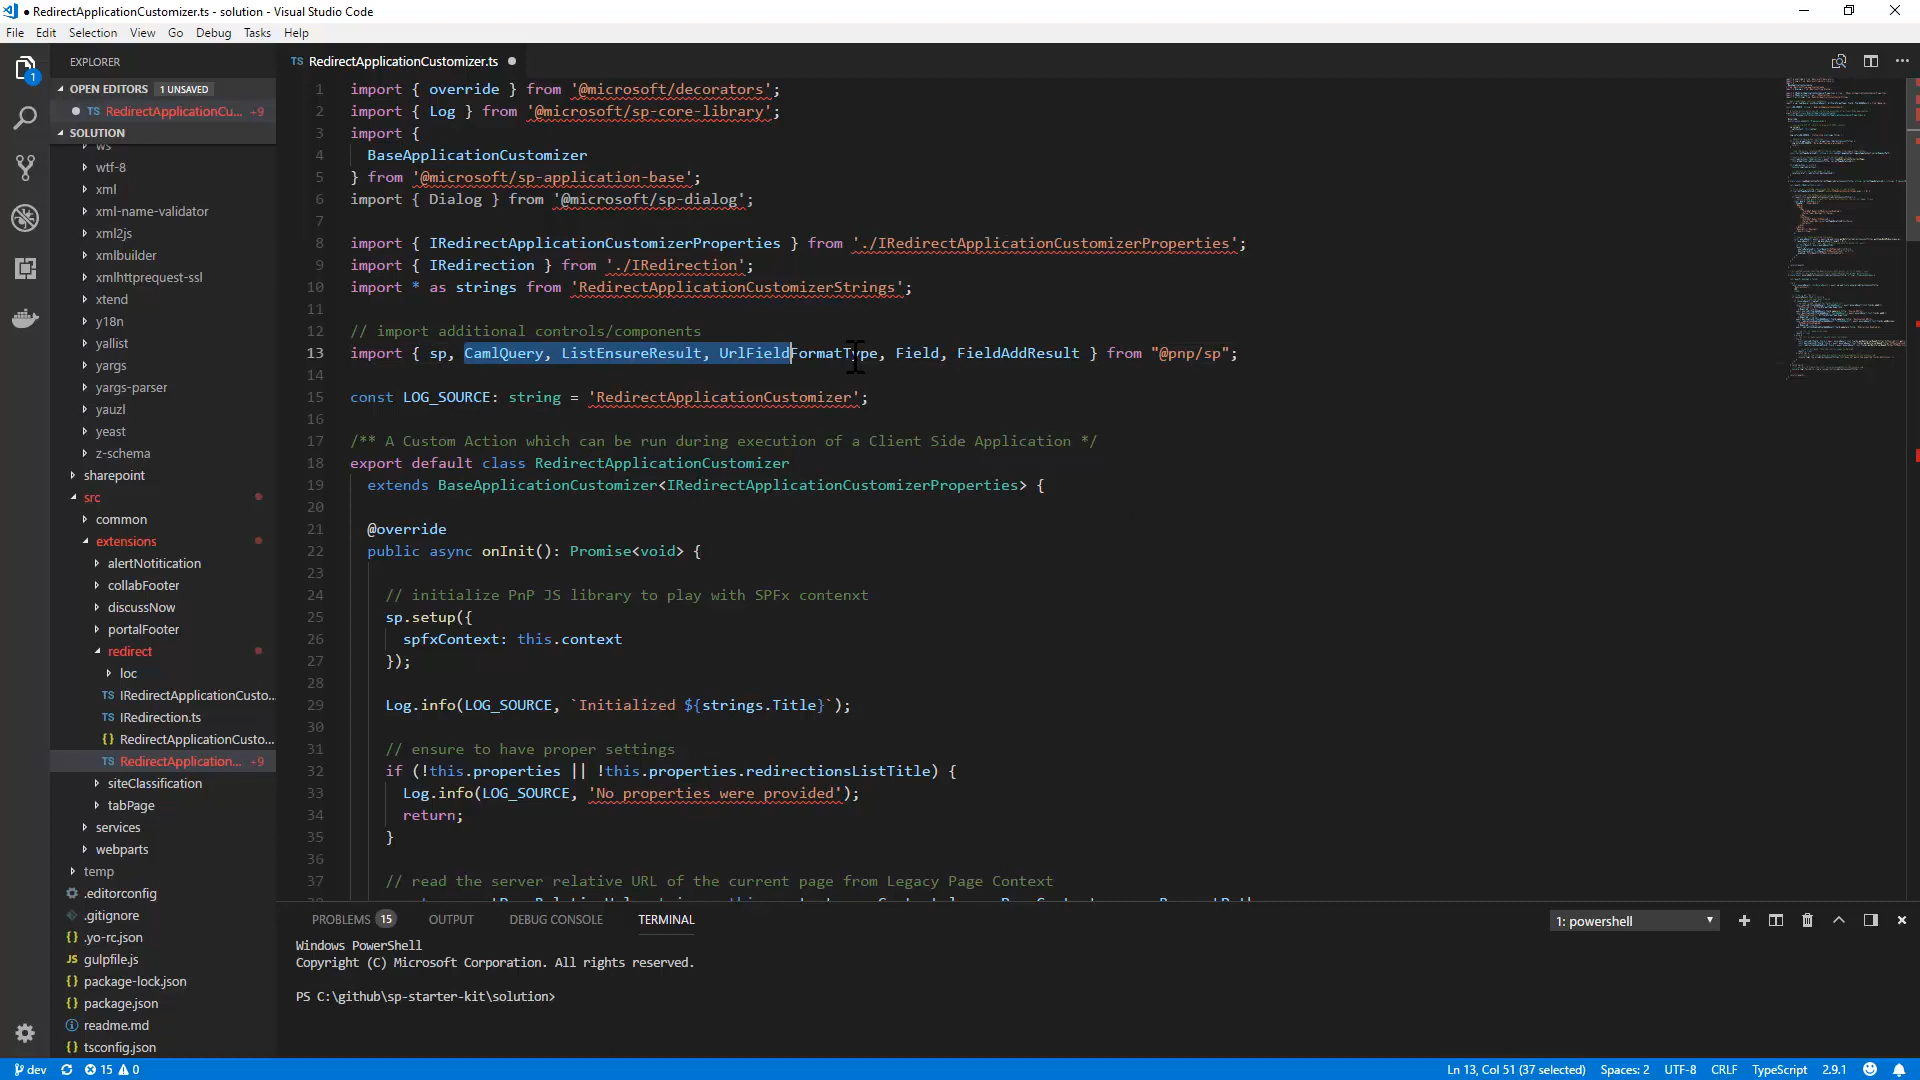 RedirectApplicationCustomizer.ts - solution - Visual Studio Code
File Edit Selection View Go Debug Tasks Help
EXPLORER
OPEN EDITORS 1 UNSAVED
TS RedirectApplicationCu... +9
SOLUTION
ws
wtf-8
xml
xml-name-validator
xml2js
xmlbuilder
xmlhttprequest-ssl
xtend
y18n
yallist
yargs
yargs-parser
yauzl
yeast
z-schema
sharepoint
src
common
extensions
alertNotitication
collabFooter
discussNow
portalFooter
redirect
loc
TS IRedirectApplicationCusto...
TS IRedirection.ts
{} RedirectApplicationCusto...
TS RedirectApplication... +9
siteClassification
tabPage
services
webparts
temp
.editorconfig
.gitignore
{} .yo-rc.json
JS gulpfile.js
{} package-lock.json
{} package.json
readme.md
{} tsconfig.json
TS RedirectApplicationCustomizer.ts
1 import { override } from '@microsoft/decorators';
2 import { Log } from '@microsoft/sp-core-library';
3 import {
4 BaseApplicationCustomizer
5 } from '@microsoft/sp-application-base';
6 import { Dialog } from '@microsoft/sp-dialog';
7
8 import { IRedirectApplicationCustomizerProperties } from './IRedirectApplicationCustomizerProperties';
9 import { IRedirection } from './IRedirection';
10 import * as strings from 'RedirectApplicationCustomizerStrings';
11
12 // import additional controls/components
13 import { sp, CamlQuery, ListEnsureResult, UrlFieldFormatType, Field, FieldAddResult } from "@pnp/sp";
14
15 const LOG_SOURCE: string = 'RedirectApplicationCustomizer';
16
17 /** A Custom Action which can be run during execution of a Client Side Application */
18 export default class RedirectApplicationCustomizer
19 extends BaseApplicationCustomizer<IRedirectApplicationCustomizerProperties> {
20
21 @override
22 public async onInit(): Promise<void> {
23
24 // initialize PnP JS library to play with SPFx contenxt
25 sp.setup({
26 spfxContext: this.context
27 });
28
29 Log.info(LOG_SOURCE, `Initialized ${strings.Title}`);
30
31 // ensure to have proper settings
32 if (!this.properties || !this.properties.redirectionsListTitle) {
33 Log.info(LOG_SOURCE, 'No properties were provided');
34 return;
35 }
36
37 // read the server relative URL of the current page from Legacy Page Context
PROBLEMS 15 OUTPUT DEBUG CONSOLE TERMINAL 1: powershell
Windows PowerShell
Copyright (C) Microsoft Corporation. All rights reserved.
PS C:\github\sp-starter-kit\solution>
dev 15 0 Ln 13, Col 51 (37 selected) Spaces: 2 UTF-8 CRLF TypeScript 2.9.1